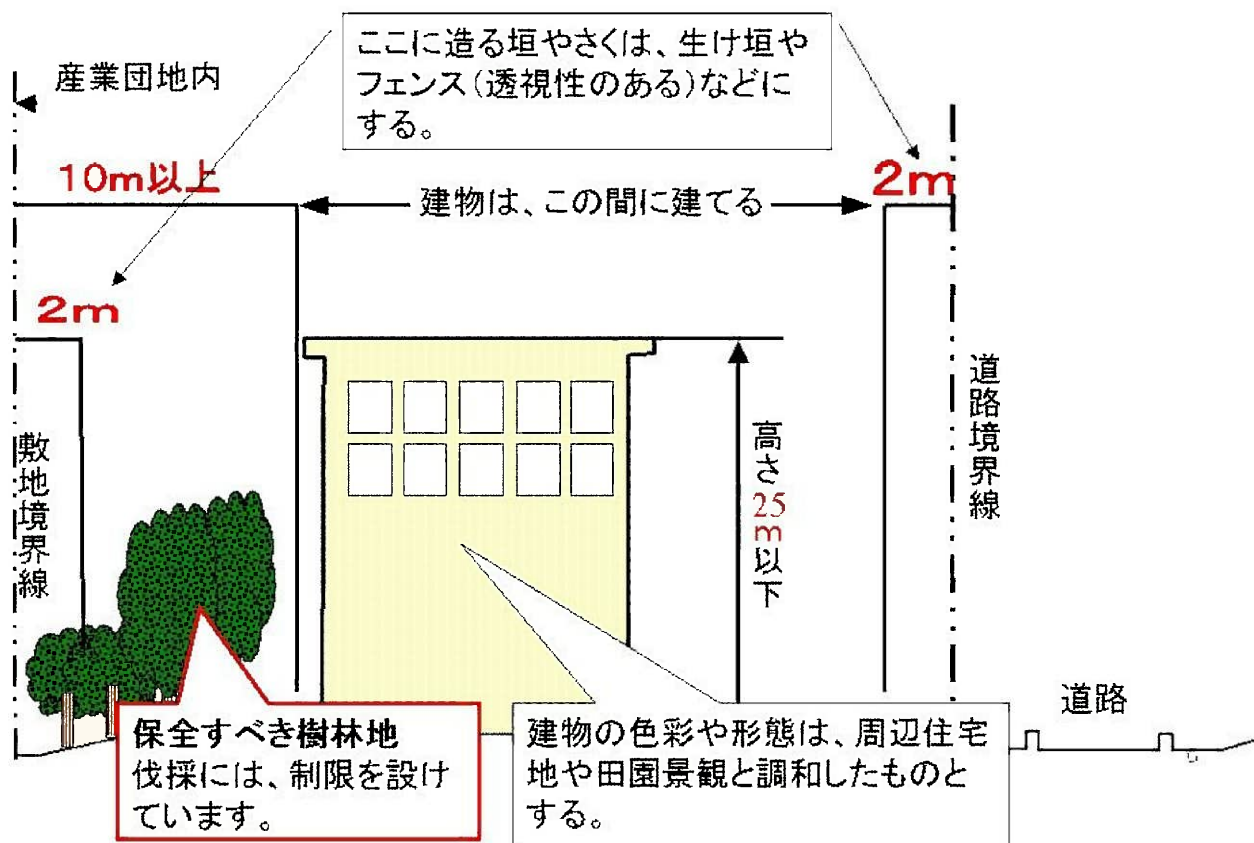 ここに造る垣やさくは、生け垣や
フェンス(透視性のある)などに
する。
産業団地内
10m以上
建物は、この間に建てる
2m
2m
敷地境界線
高さ25m以下
道路境界線
道路
保全すべき樹林地
伐採には、制限を設け
ています。
建物の色彩や形態は、周辺住宅
地や田園景観と調和したものと
する。